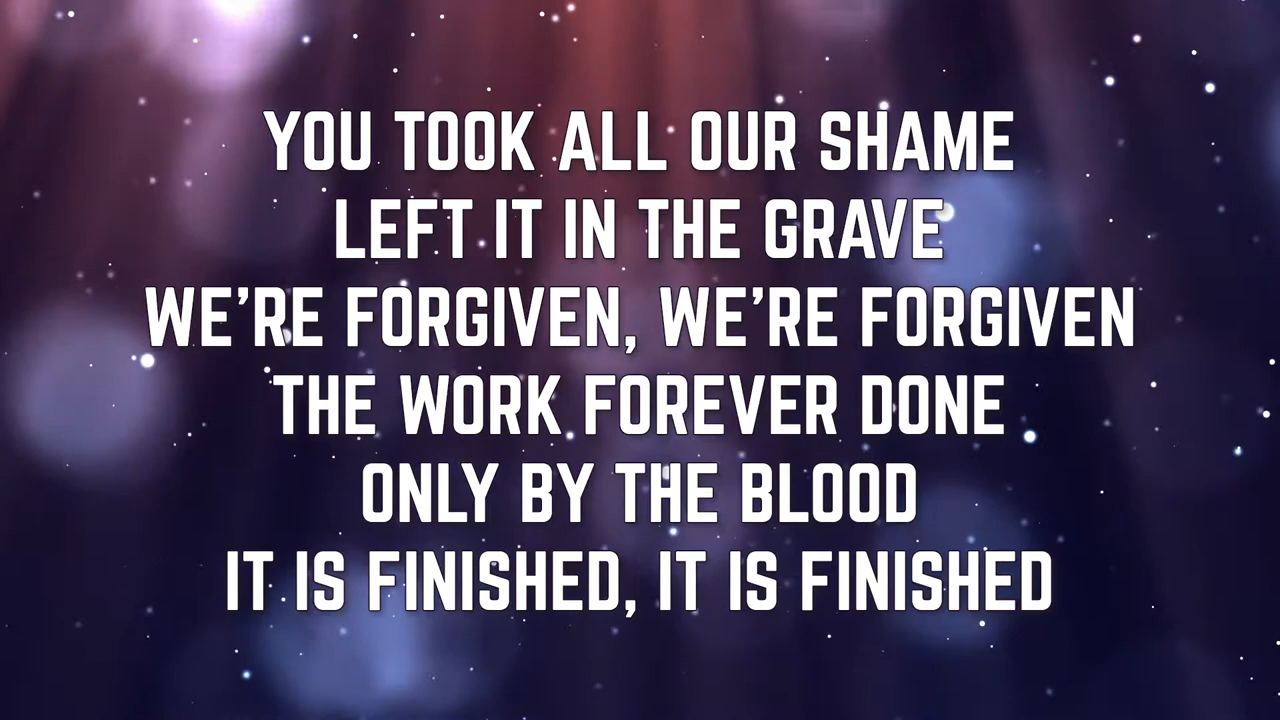 YOU TOOK ALL OUR SHAME
LEFT IT IN THE GRAVE
WE’RE FORGIVEN, WE’RE FORGIVEN
THE WORK FOREVER DONE
ONLY BY THE BLOOD
IT IS FINISHED, IT IS FINISHED